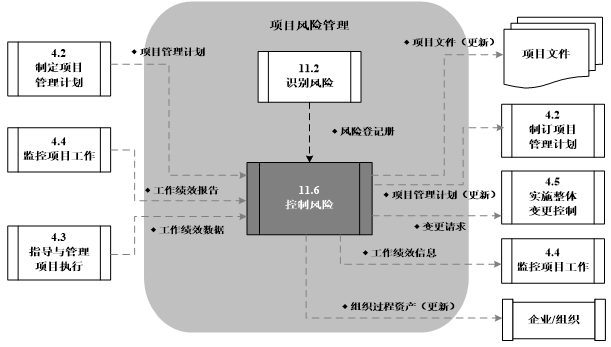 项目风险管理
4.2
制定项目
管理计划
◆ 项目管理计划
11.2
识别风险
◆ 项目文件（更新）
项目文件
◆ 风险登记册
4.2
制订项目
管理计划
4.4
监控项目工作
◆ 工作绩效报告
11.6
控制风险
◆ 项目管理计划（更新）
4.5
实施整体
变更控制
4.3
指导与管理
项目执行
◆ 工作绩效数据
◆ 变更请求
◆ 工作绩效信息
4.4
监控项目工作
◆ 组织过程资产（更新）
企业/组织